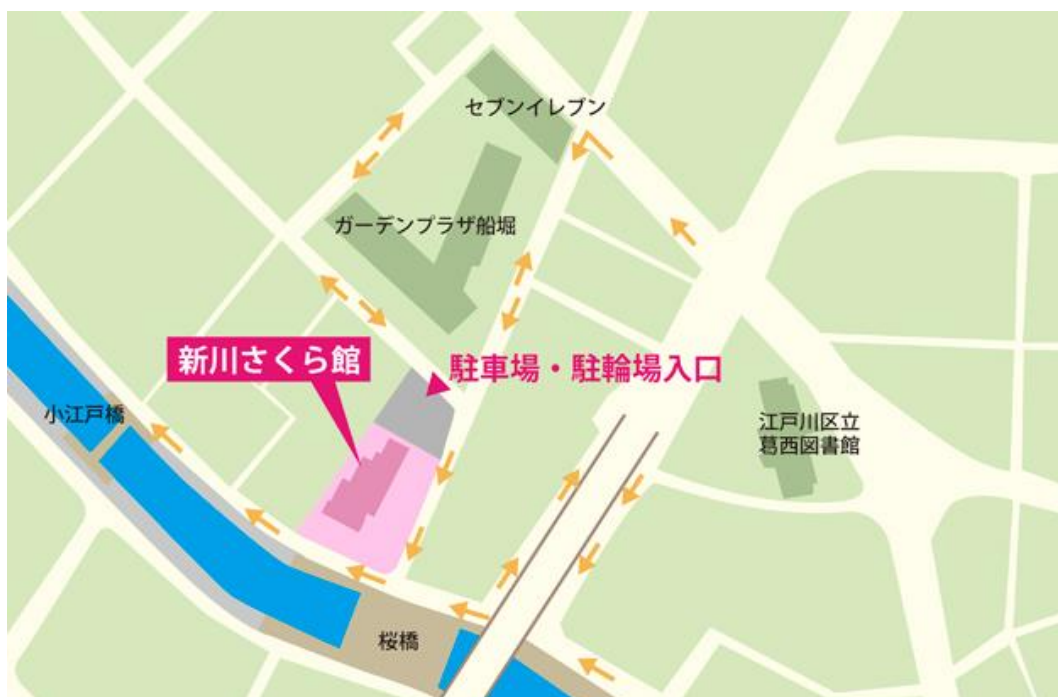 セブンイレブン
ガーデンプラザ船堀
新川さくら館
駐車場・駐輪場入口
小江戸橋
江戸川区立
葛西図書館
桜橋